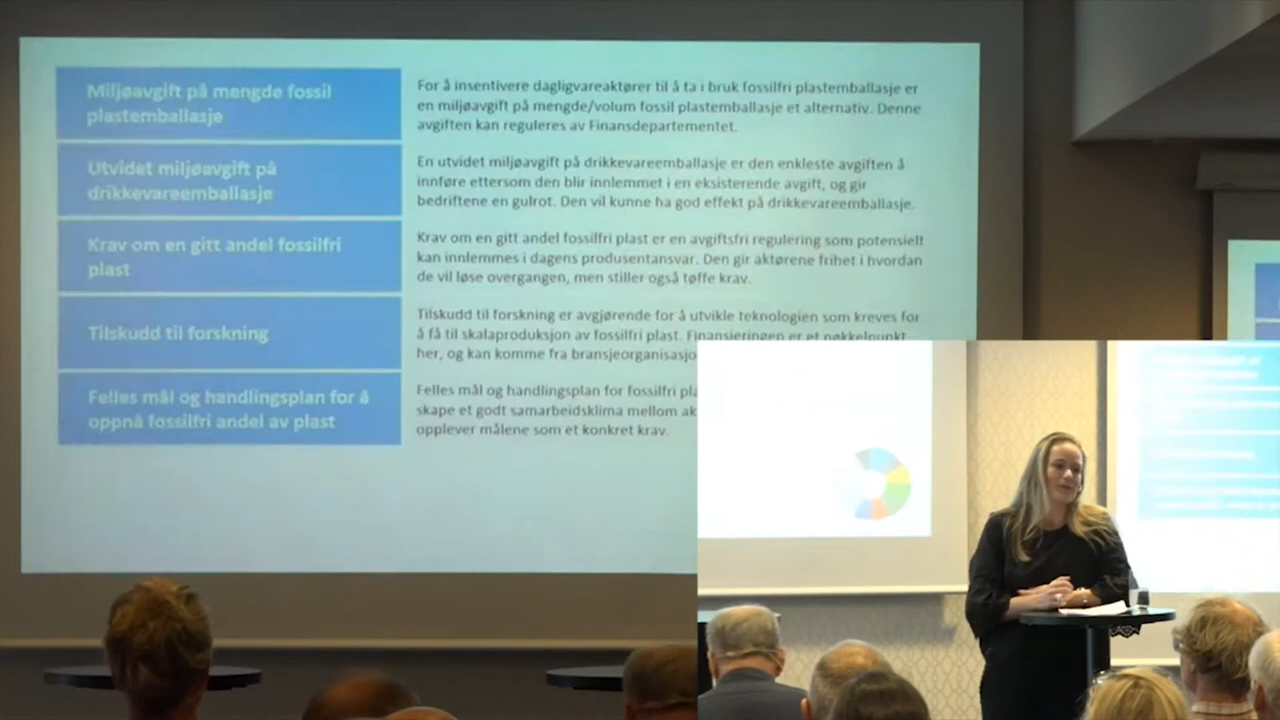 Miljøavgift på mengde fossil
plastemballasje
For å insentivere dagligvareaktører til å ta i bruk fossilfri plastemballasje er
en miljøavgift på mengde/volum fossil plastemballasje et alternativ. Denne
avgiften kan reguleres av Finansdepartementet.
Utvidet miljøavgift på
drikkevareemballasje
En utvidet miljøavgift på drikkevareemballasje er den enkleste avgiften å
innføre ettersom den blir innlemmet i en eksisterende avgift, og gir
bedriftene en gulrot. Den vil kunne ha god effekt på drikkevareemballasje.
Krav om en gitt andel fossilfri
plast
Krav om en gitt andel fossilfri plast er en avgiftsfri regulering som potensielt
kan innlemmes i dagens produsentansvar. Den gir aktørene frihet i hvordan
de vil løse overgangen, men stiller også tøffe krav.
Tilskudd til forskning
Tilskudd til forskning er avgjørende for å utvikle teknologien som kreves for
å få til skalaproduksjon av fossilfri plast. Finansieringen er et nøkkelpunkt
her, og kan komme fra bransjeorganisasjo
Felles mål og handlingsplan for å
oppnå fossilfri andel av plast
Felles mål og handlingsplan for fossilfri pla
skape et godt samarbeidsklima mellom ak
opplever målene som et konkret krav.